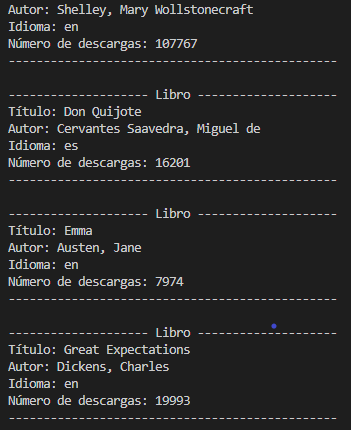 Autor: Shelley, Mary Wollstonecraft
Idioma: en
Número de descargas: 107767
-----------------------------------------------
-------------------- Libro --------------------
Título: Don Quijote
Autor: Cervantes Saavedra, Miguel de
Idioma: es
Número de descargas: 16201
-----------------------------------------------
-------------------- Libro --------------------
Título: Emma
Autor: Austen, Jane
Idioma: en
Número de descargas: 7974
-----------------------------------------------
-------------------- Libro --------------------
Título: Great Expectations
Autor: Dickens, Charles
Idioma: en
Número de descargas: 19993
-----------------------------------------------